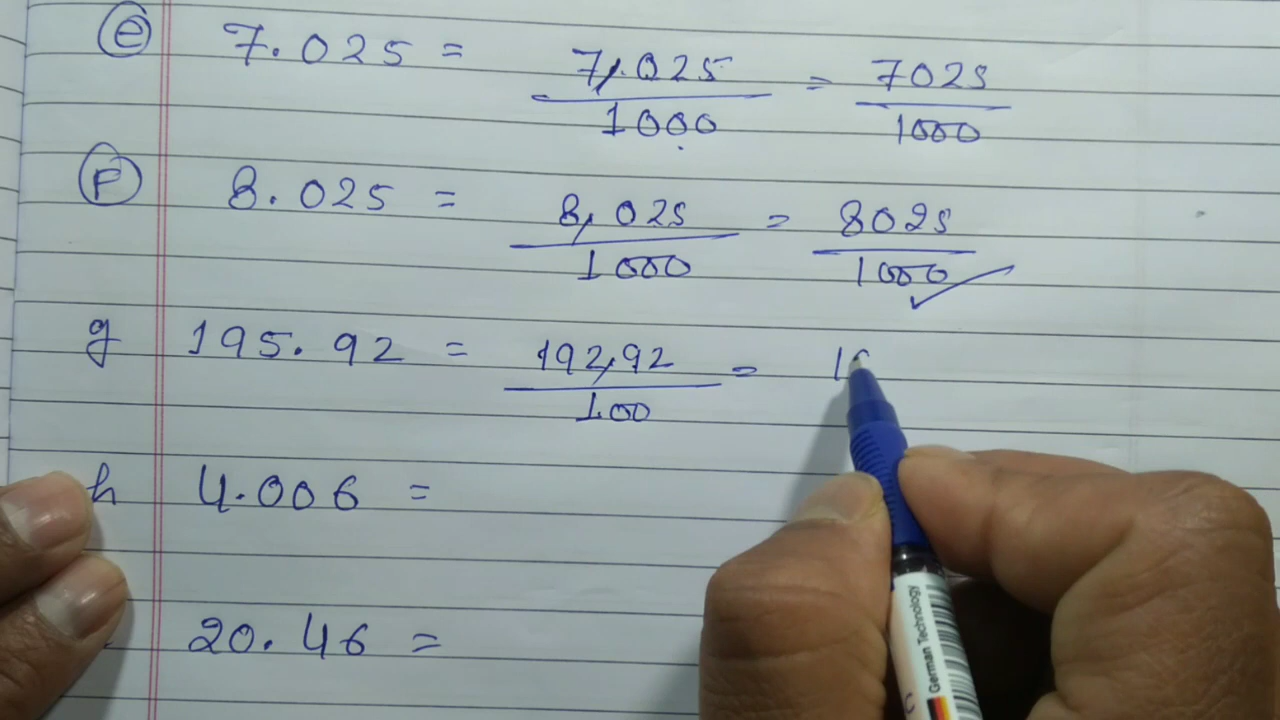 e 7.025 = 7.025/1000 = 7025/1000
F 8.025 = 8.025/1000 = 8025/1000
g 195.92 = 192.92/100 = 1
h 4.006 =
20.46 =
German Technology